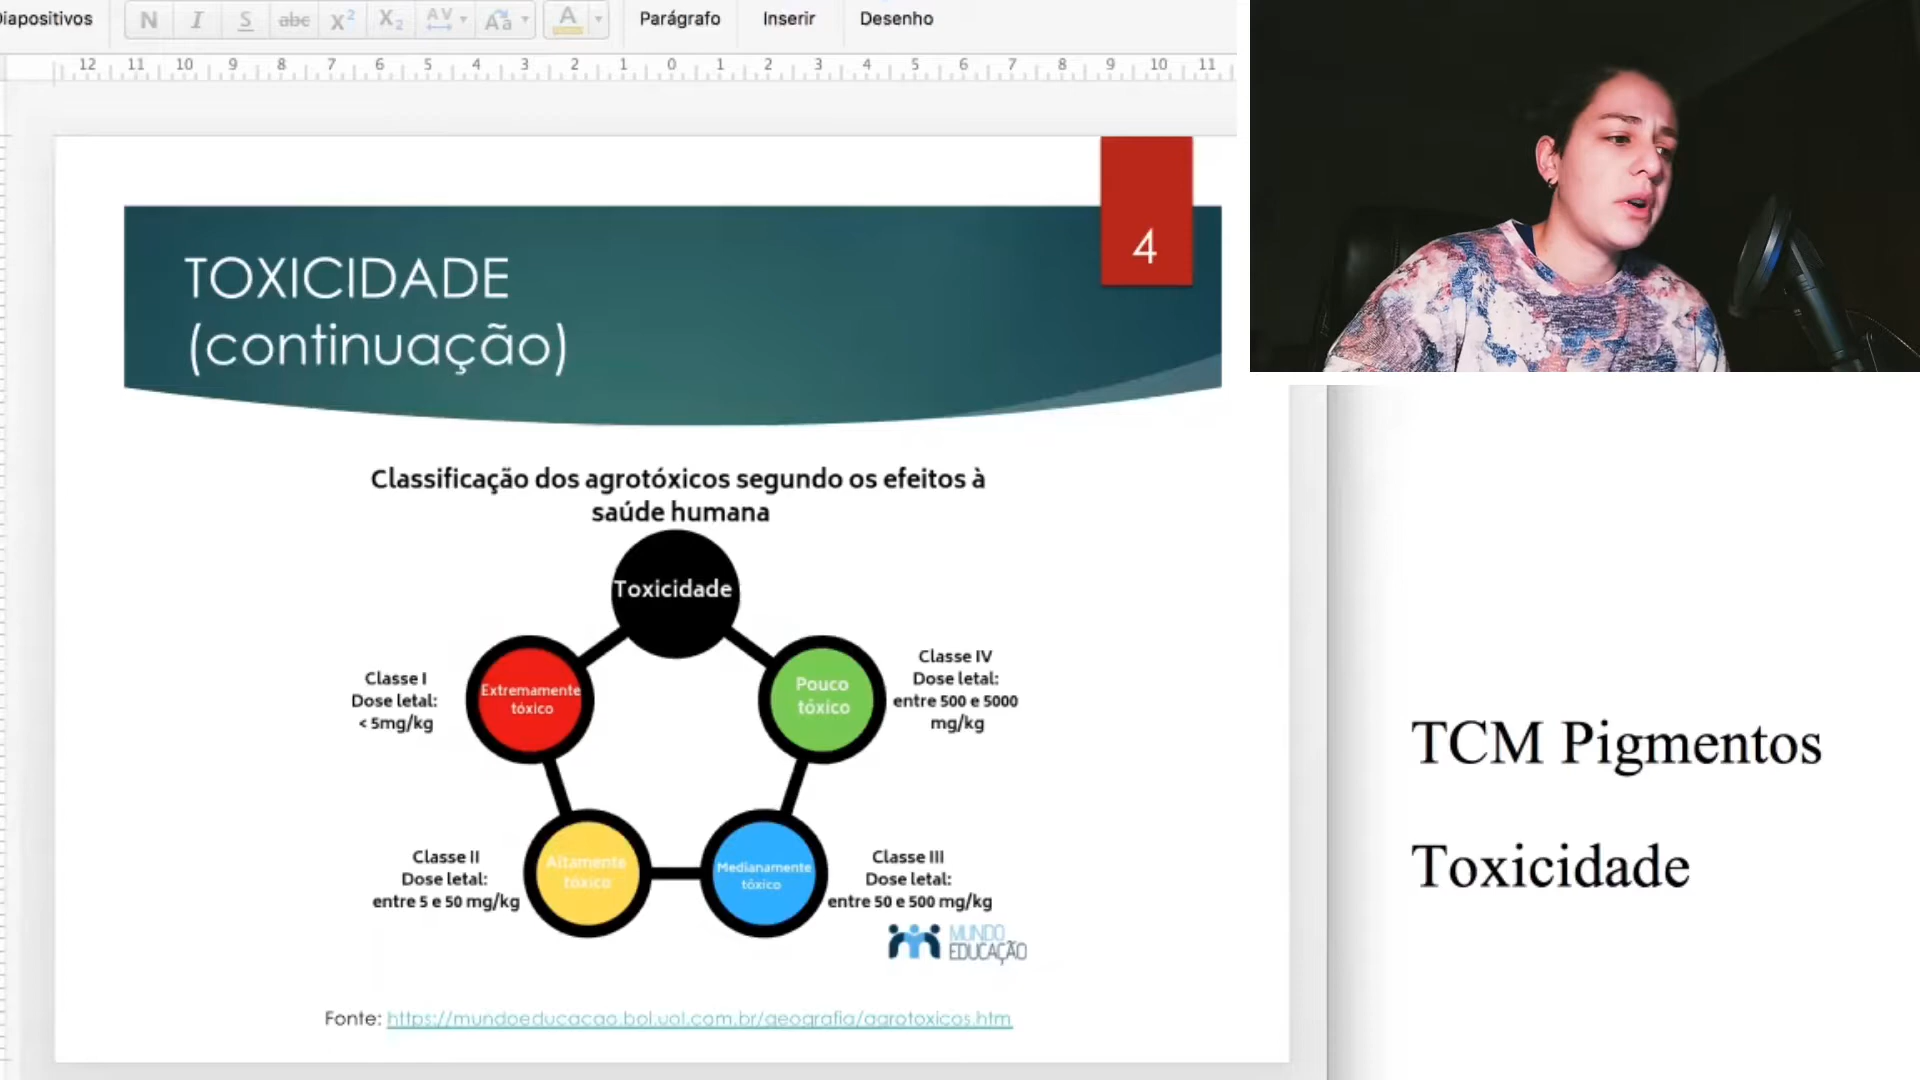 Diapositivos
N I S abc X² X₂ AV Aa A
Parágrafo
Inserir
Desenho
12 11 10 9 8 7 6 5 4 3 2 1 0 1 2 3 4 5 6 7 8 9 10 11
4
TOXICIDADE
(continuação)
Classificação dos agrotóxicos segundo os efeitos à
saúde humana
Toxicidade
Extremamente
tóxico
Classe I
Dose letal:
< 5mg/kg
Pouco
tóxico
Classe IV
Dose letal:
entre 500 e 5000
mg/kg
Altamente
tóxico
Classe II
Dose letal:
entre 5 e 50 mg/kg
Medianamente
tóxico
Classe III
Dose letal:
entre 50 e 500 mg/kg
MUNDO
EDUCAÇÃO
Fonte: https://mundoeducacao.bol.uol.com.br/geografia/agrotoxicos.htm
TCM Pigmentos
Toxicidade